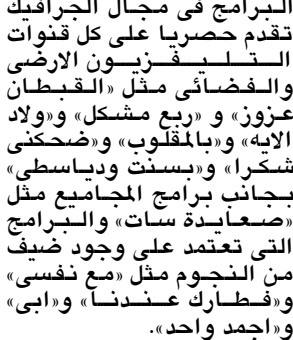 البرامج فى مجال الجرافيك
تقدم حصريا على كل قنوات
التليفزيون الارضى
والفضائى مثل «القبطان
عزوز» و «ربع مشكل» و«ولاد
الايه» و«بالمقلوب» و«ضحكنى
شكرا» و«بسنت ودياسطى»
بجانب برامج المجاميع مثل
«صعايدة سات» والبرامج
التى تعتمد على وجود ضيف
من النجوم مثل «مع نفسى»
و«فطارك عندنا» و«ابى»
و«اجمد واحد».